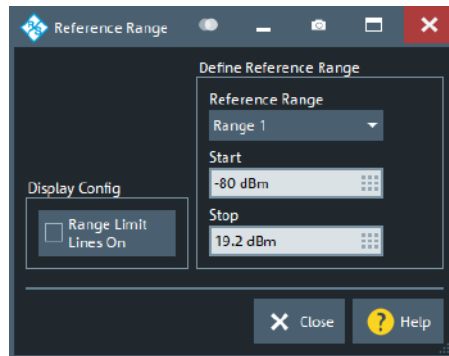 Reference Range
Define Reference Range
Reference Range
Range 1
Start
-80 dBm
Display Config
Range Limit
Lines On
Stop
19.2 dBm
Close
? Help